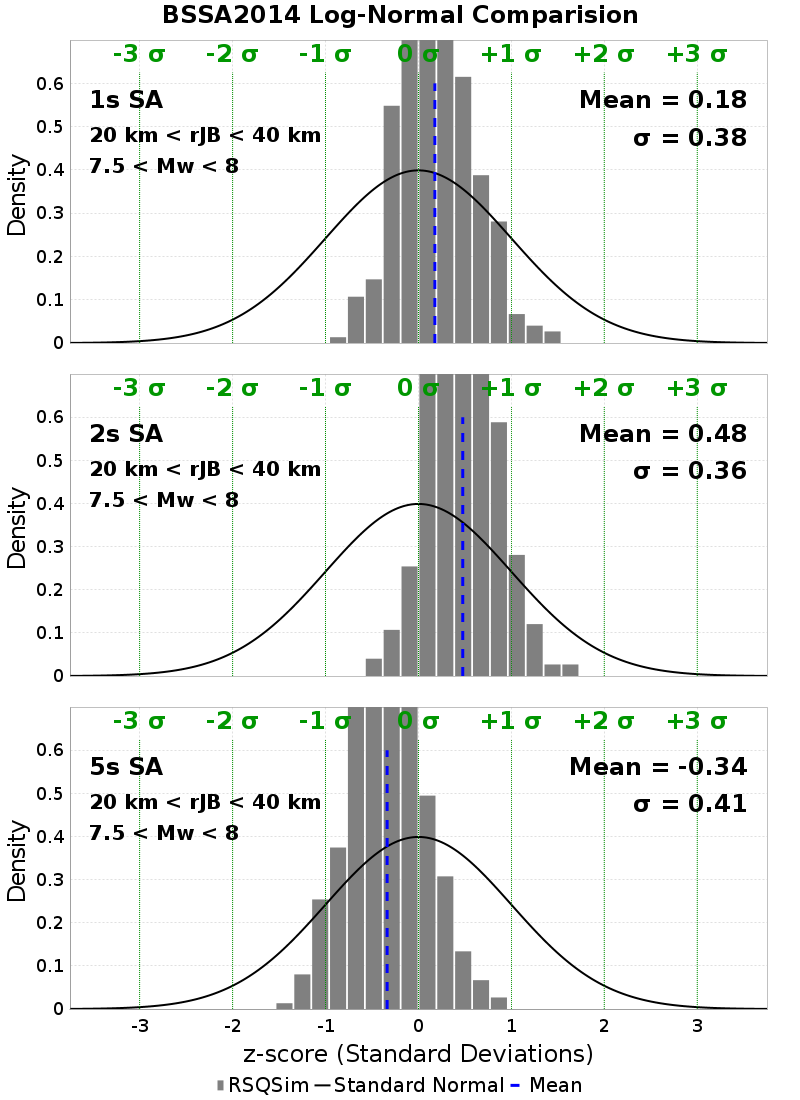 BSSA2014 Log-Normal Comparision
-3 σ -2 σ -1 σ 0 σ +1 σ +2 σ +3 σ
1s SA
20 km < rJB < 40 km
7.5 < Mw < 8
Mean = 0.18
σ = 0.38
Density
0.6
0.5
0.4
0.3
0.2
0.1
0
-3 σ -2 σ -1 σ 0 σ +1 σ +2 σ +3 σ
2s SA
20 km < rJB < 40 km
7.5 < Mw < 8
Mean = 0.48
σ = 0.36
Density
0.6
0.5
0.4
0.3
0.2
0.1
0
-3 σ -2 σ -1 σ 0 σ +1 σ +2 σ +3 σ
5s SA
20 km < rJB < 40 km
7.5 < Mw < 8
Mean = -0.34
σ = 0.41
Density
0.6
0.5
0.4
0.3
0.2
0.1
0
-3 -2 -1 0 1 2 3
z-score (Standard Deviations)
RSQSim Standard Normal Mean